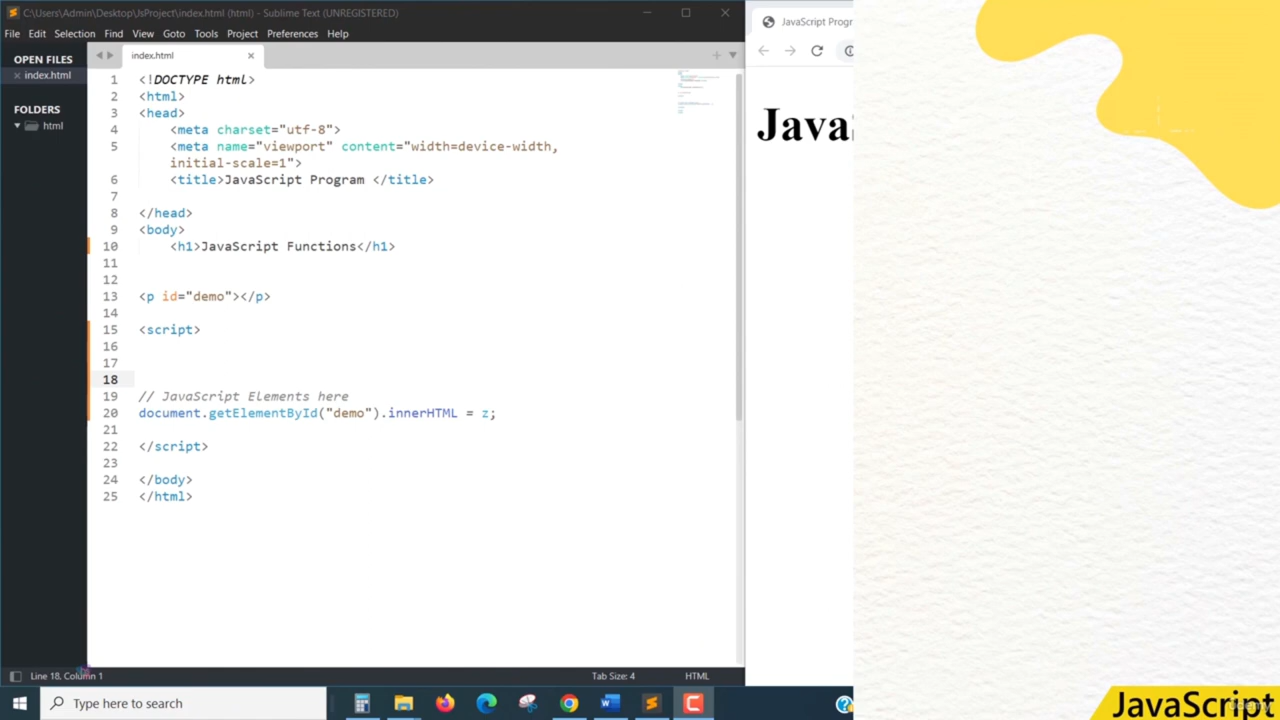 C:\Users\Admin\Desktop\JsProject\index.html (html) - Sublime Text (UNREGISTERED)
File Edit Selection Find View Goto Tools Project Preferences Help
OPEN FILES
index.html
FOLDERS
html
index.html
1 <!DOCTYPE html>
2 <html>
3 <head>
4 <meta charset="utf-8">
5 <meta name="viewport" content="width=device-width,
initial-scale=1">
6 <title>JavaScript Program </title>
7
8 </head>
9 <body>
10 <h1>JavaScript Functions</h1>
11
12
13 <p id="demo"></p>
14
15 <script>
16
17
18
19 // JavaScript Elements here
20 document.getElementById("demo").innerHTML = z;
21
22 </script>
23
24 </body>
25 </html>
Line 18, Column 1
Tab Size: 4
HTML
JavaScript Progr
Java
Type here to search
JavaScript
Udemy